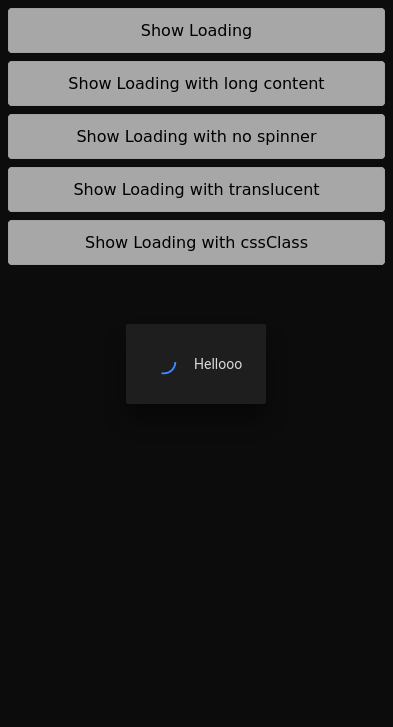 Show Loading
Show Loading with long content
Show Loading with no spinner
Show Loading with translucent
Show Loading with cssClass
Hellooo